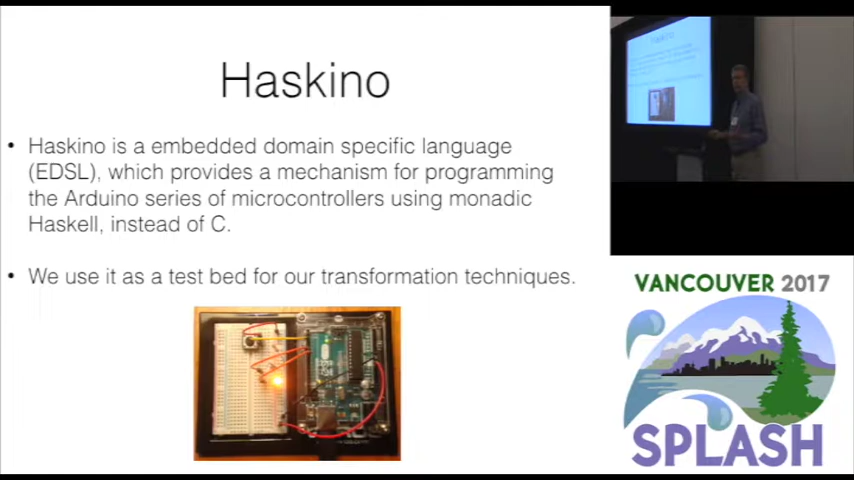 Haskino
• Haskino is a embedded domain specific language
(EDSL), which provides a mechanism for programming
the Arduino series of microcontrollers using monadic
Haskell, instead of C.
• We use it as a test bed for our transformation techniques.
VANCOUVER 2017
SPLASH